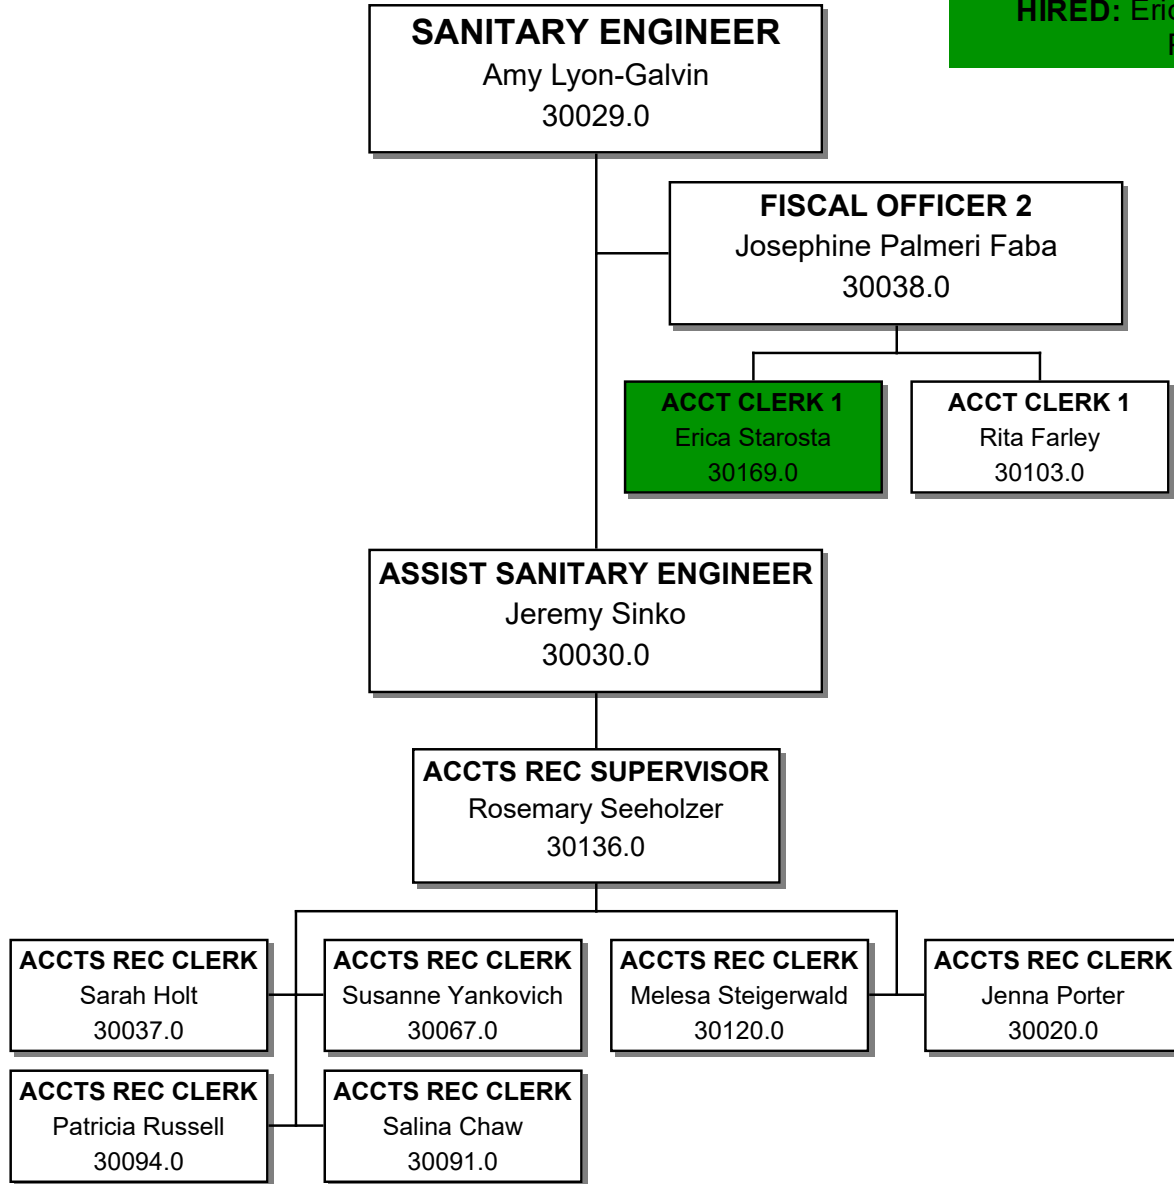 SANITARY ENGINEER
Amy Lyon-Galvin
30029.0
HIRED:
FISCAL OFFICER 2
Josephine Palmeri Faba
30038.0
ACCT CLERK 1
Erica Starosta
30169.0
ACCT CLERK 1
Rita Farley
30103.0
ASSIST SANITARY ENGINEER
Jeremy Sinko
30030.0
ACCTS REC SUPERVISOR
Rosemary Seeholzer
30136.0
ACCTS REC CLERK
Sarah Holt
30037.0
ACCTS REC CLERK
Susanne Yankovich
30067.0
ACCTS REC CLERK
Melesa Steigerwald
30120.0
ACCTS REC CLERK
Jenna Porter
30020.0
ACCTS REC CLERK
Patricia Russell
30094.0
ACCTS REC CLERK
Salina Chaw
30091.0